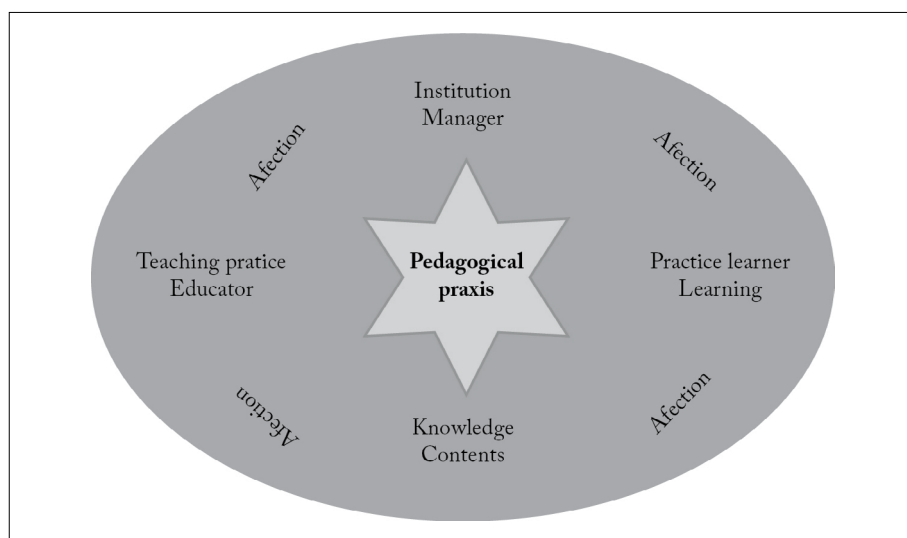 Institution
Manager
Afection
Afection
Teaching pratice
Educator
Pedagogical
praxis
Practice learner
Learning
Afection
Afection
Knowledge
Contents